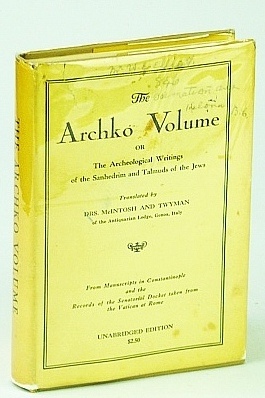 The
Archko Volume
OR
The Archeological Writings
of the Sanhedrim and Talmuds of the Jews
Translated by
DRS. McINTOSH AND TWYMAN
of the Antiquarian Lodge, Genoa, Italy
From Manuscripts in Constantinople
and the
Records of the Senatorial Docket taken from
the Vatican at Rome
UNABRIDGED EDITION
$2.50
THE ARCHKO VOLUME